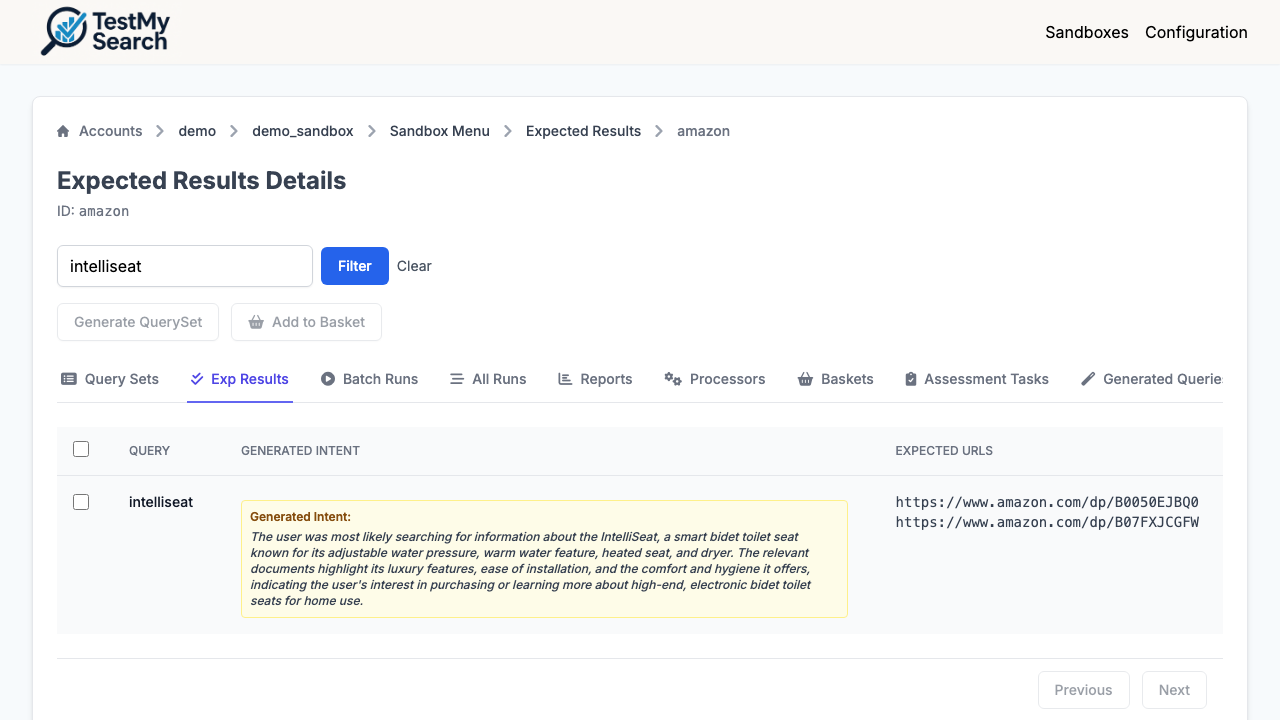 TestMy
Search
Sandboxes Configuration
Accounts demo demo_sandbox Sandbox Menu Expected Results amazon
Expected Results Details
ID: amazon
intelliseat Filter Clear
Generate QuerySet Add to Basket
Query Sets Exp Results Batch Runs All Runs Reports Processors Baskets Assessment Tasks Generated Querie
QUERY GENERATED INTENT EXPECTED URLS
intelliseat
Generated Intent:
The user was most likely searching for information about the IntelliSeat, a smart bidet toilet seat
known for its adjustable water pressure, warm water feature, heated seat, and dryer. The relevant
documents highlight its luxury features, ease of installation, and the comfort and hygiene it offers,
indicating the user's interest in purchasing or learning more about high-end, electronic bidet toilet
seats for home use.
https://www.amazon.com/dp/B0050EJBQ0
https://www.amazon.com/dp/B07FXJCGFW
Previous Next